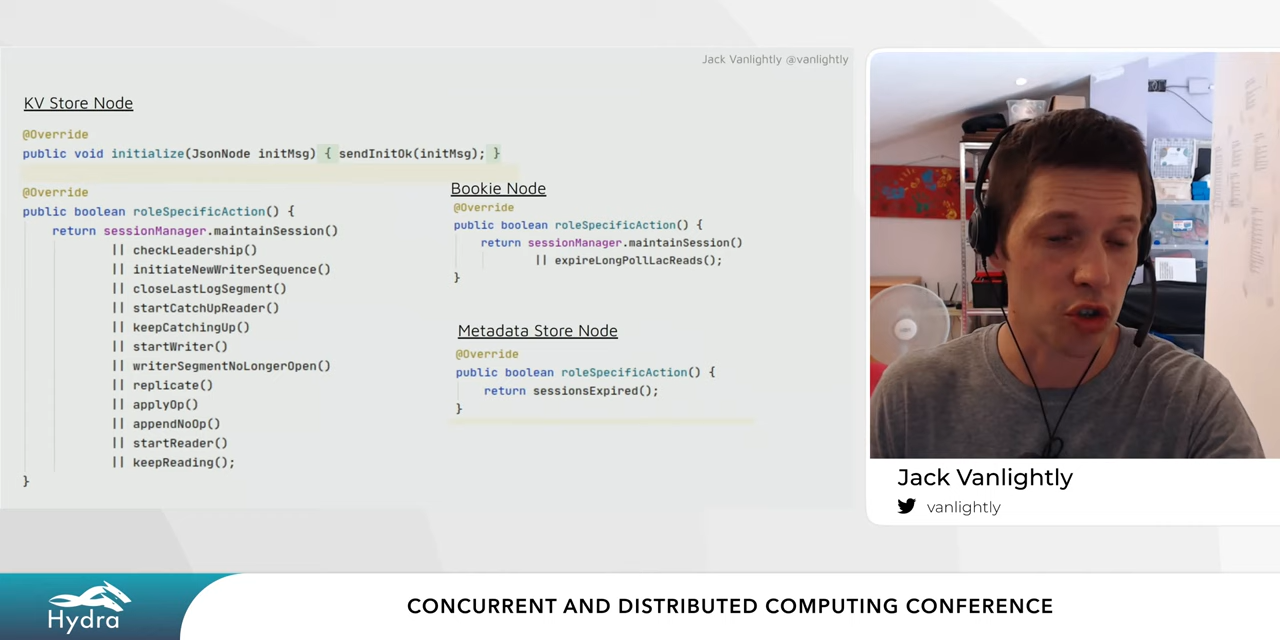 Jack Vanlightly @vanlightly
KV Store Node
@Override
public void initialize(JsonNode initMsg) { sendInitOk(initMsg); }
@Override
public boolean roleSpecificAction() {
return sessionManager.maintainSession()
|| checkLeadership()
|| initiateNewWriterSequence()
|| closeLastLogSegment()
|| startCatchUpReader()
|| keepCatchingUp()
|| startWriter()
|| writerSegmentNoLongerOpen()
|| replicate()
|| applyOp()
|| appendNoOp()
|| startReader()
|| keepReading();
}
Bookie Node
@Override
public boolean roleSpecificAction() {
return sessionManager.maintainSession()
|| expireLongPollLacReads();
}
Metadata Store Node
@Override
public boolean roleSpecificAction() {
return sessionsExpired();
}
Jack Vanlightly
vanlightly
Hydra
CONCURRENT AND DISTRIBUTED COMPUTING CONFERENCE